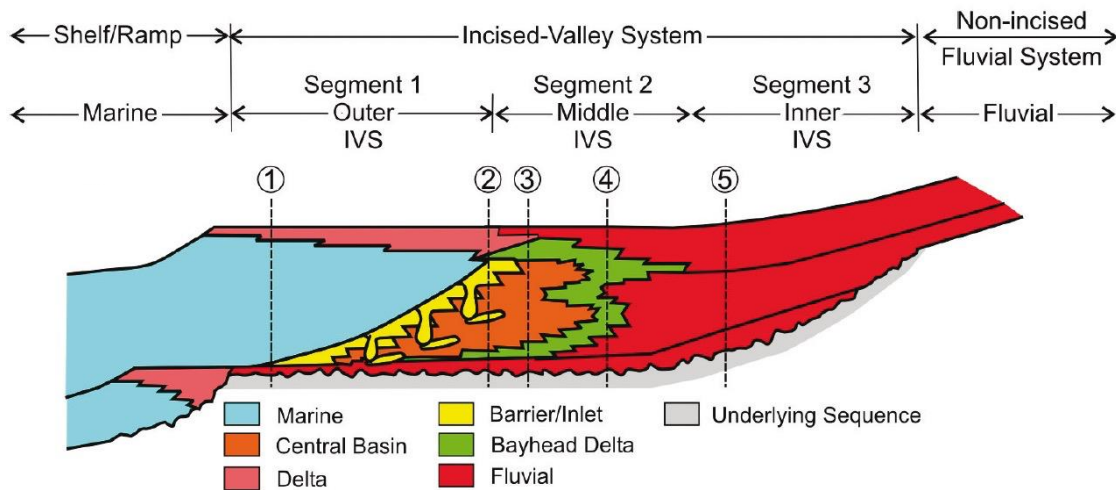 Shelf/Ramp
Incised-Valley System
Non-incised
Fluvial System
Segment 1
Segment 2
Segment 3
Marine
Outer
Middle
Inner
Fluvial
IVS
IVS
IVS
① ② ③ ④ ⑤
Marine
Barrier/Inlet
Underlying Sequence
Central Basin
Bayhead Delta
Delta
Fluvial